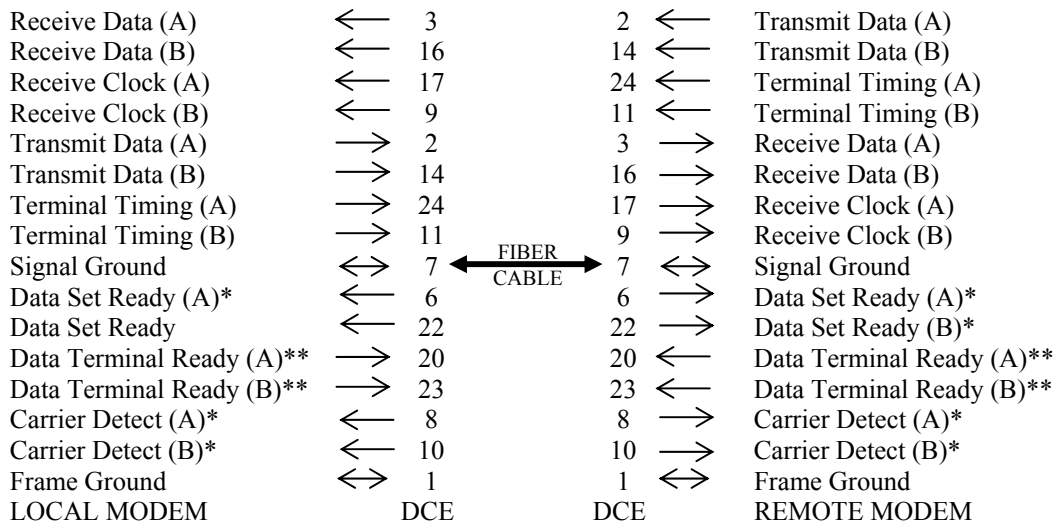 Receive Data (A) 3 2 Transmit Data (A)
Receive Data (B) 16 14 Transmit Data (B)
Receive Clock (A) 17 24 Terminal Timing (A)
Receive Clock (B) 9 11 Terminal Timing (B)
Transmit Data (A) 2 3 Receive Data (A)
Transmit Data (B) 14 16 Receive Data (B)
Terminal Timing (A) 24 17 Receive Clock (A)
Terminal Timing (B) 11 9 Receive Clock (B)
Signal Ground 7 FIBER CABLE 7 Signal Ground
Data Set Ready (A)* 6 6 Data Set Ready (A)*
Data Set Ready 22 22 Data Set Ready (B)*
Data Terminal Ready (A)** 20 20 Data Terminal Ready (A)**
Data Terminal Ready (B)** 23 23 Data Terminal Ready (B)**
Carrier Detect (A)* 8 8 Carrier Detect (A)*
Carrier Detect (B)* 10 10 Carrier Detect (B)*
Frame Ground 1 1 Frame Ground
LOCAL MODEM DCE DCE REMOTE MODEM